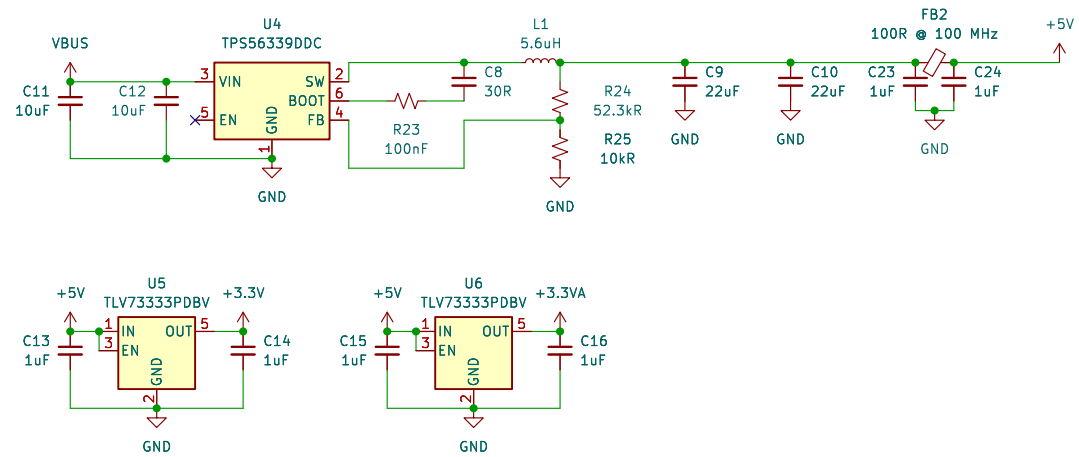 FB2
100R @ 100 MHz
+5V
U4
TPS56339DDC
L1
5.6uH
VBUS
3
VIN
SW
2
C8
30R
C9
22uF
C10
22uF
C23
1uF
C24
1uF
C11
10uF
C12
10uF
BOOT
6
5
EN
FB
4
GND
1
R23
100nF
R24
52.3kR
R25
10kR
GND
GND
GND
GND
GND
U5
TLV73333PDBV
+5V
+3.3V
1
IN
OUT
5
3
EN
C13
1uF
C14
1uF
GND
2
GND
U6
TLV73333PDBV
+5V
+3.3VA
1
IN
OUT
5
3
EN
C15
1uF
C16
1uF
GND
2
GND